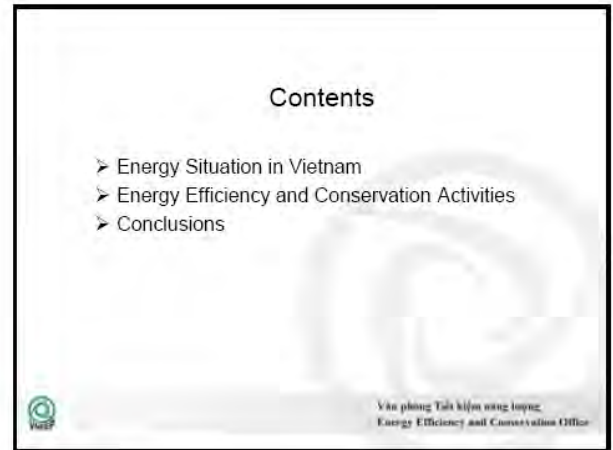 Contents
➢ Energy Situation in Vietnam
➢ Energy Efficiency and Conservation Activities
➢ Conclusions
Văn phòng Tiết kiệm năng lượng
Energy Efficiency and Conservation Office